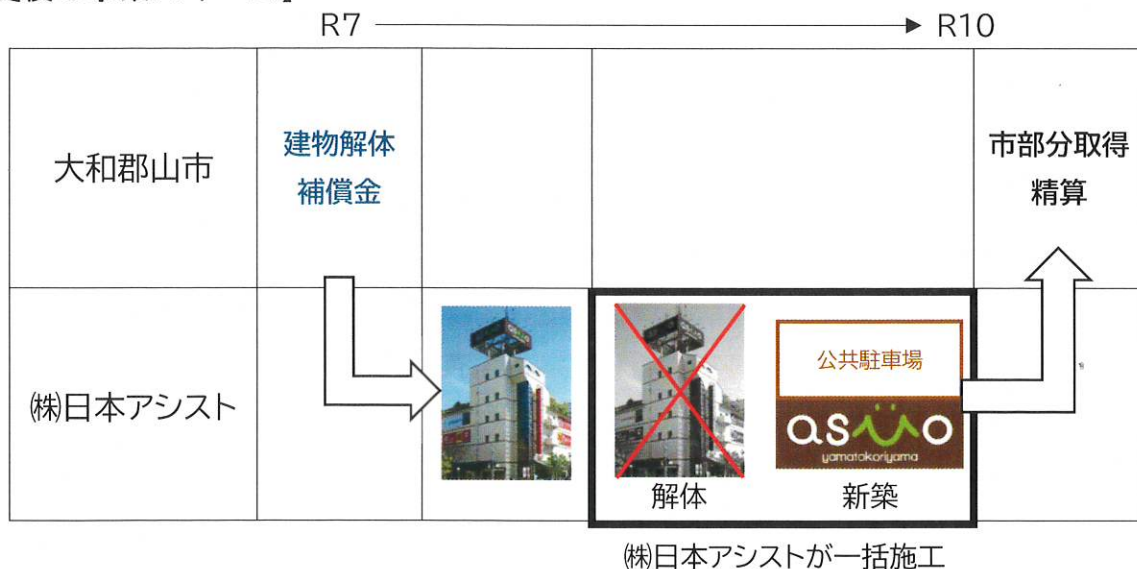 R7
R10
大和郡山市
建物解体
補償金
市部分取得
精算
㈱日本アシスト
公共駐車場
asmo
yamatokoriyama
解体
新築
㈱日本アシストが一括施工